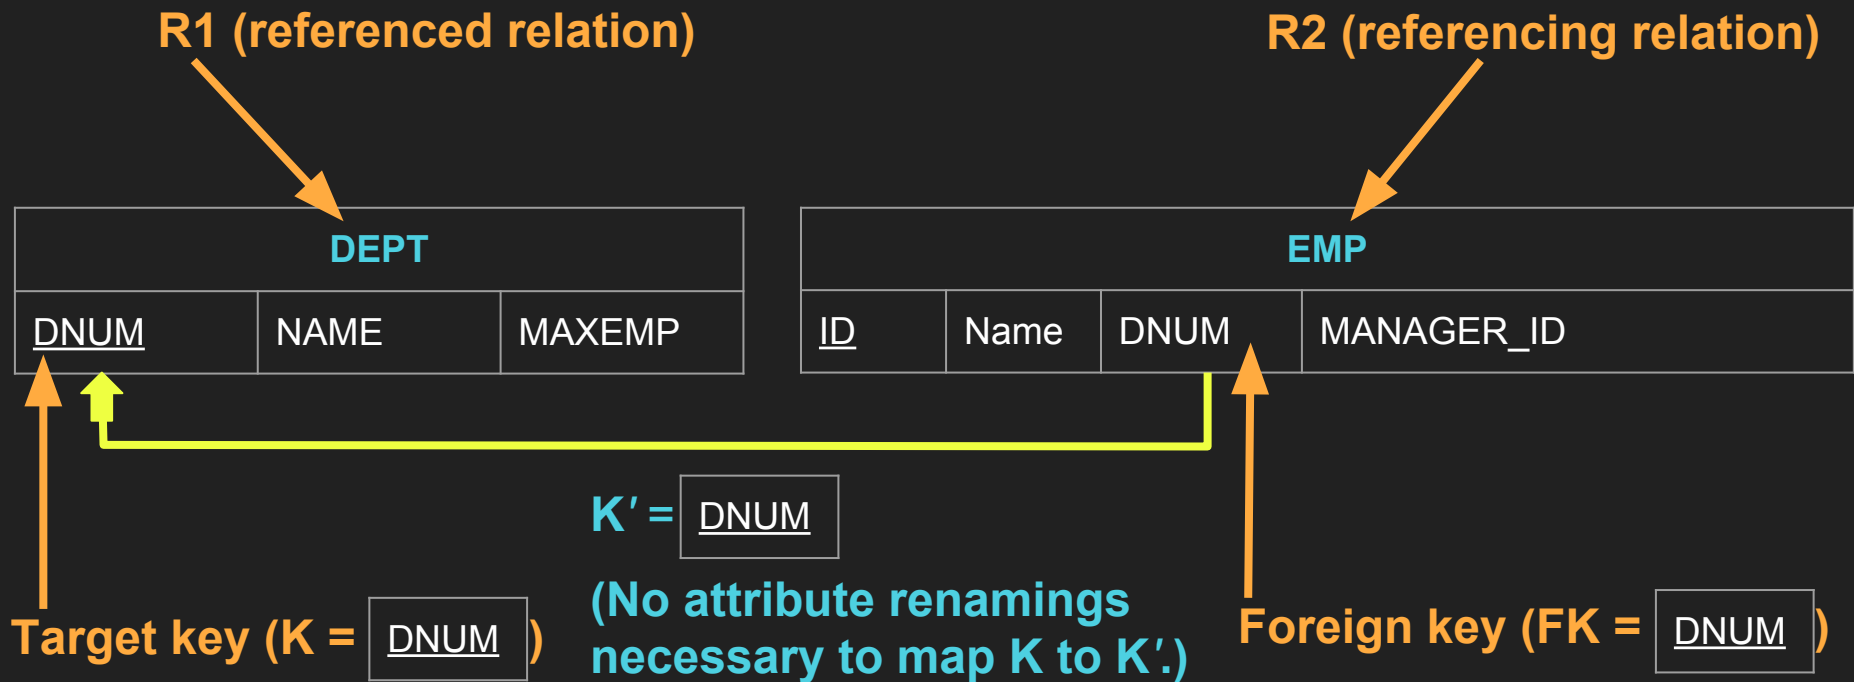 R1 (referenced relation)
R2 (referencing relation)
DEPT
DNUM NAME MAXEMP
EMP
ID Name DNUM MANAGER_ID
K′ = DNUM
(No attribute renamings
necessary to map K to K′.)
Target key (K = DNUM )
Foreign key (FK = DNUM )